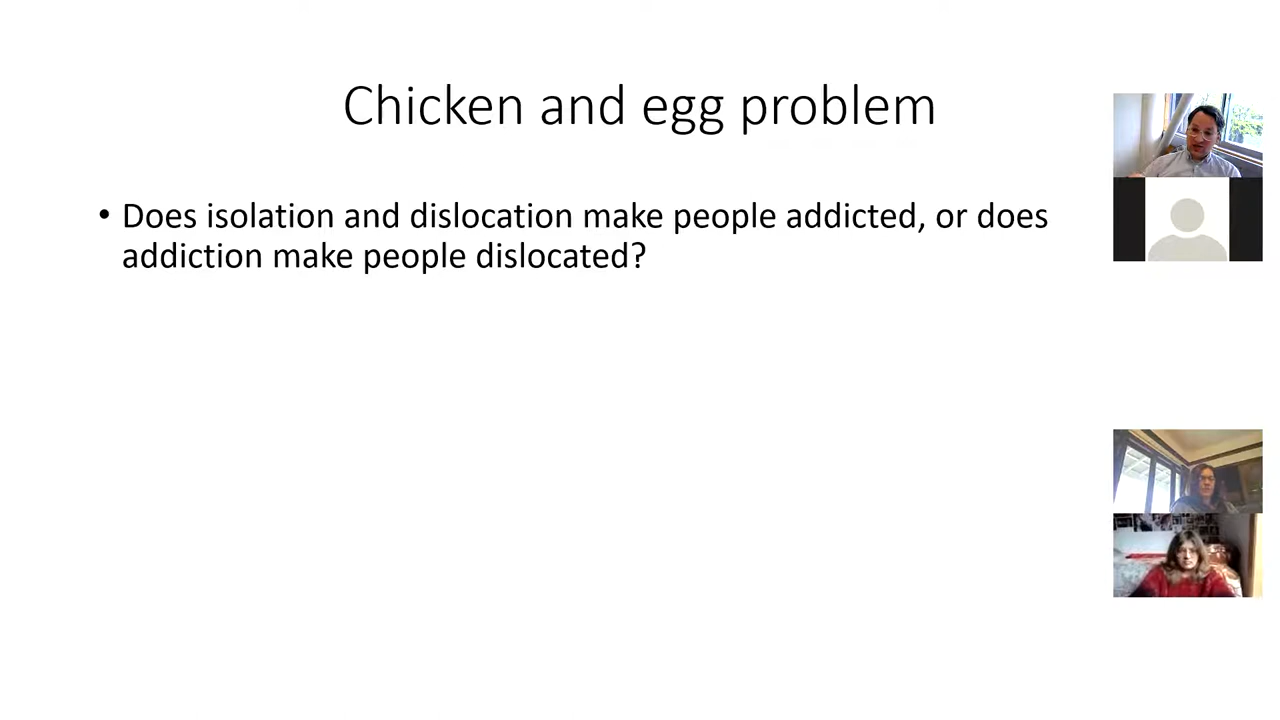 Chicken and egg problem
• Does isolation and dislocation make people addicted, or does
addiction make people dislocated?